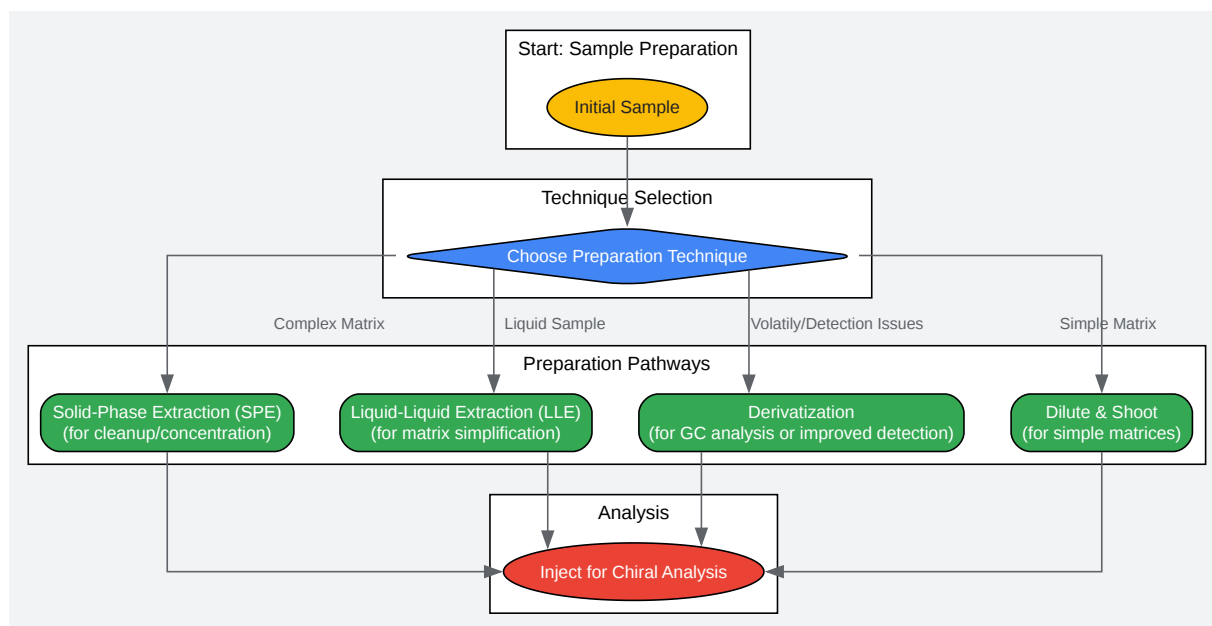 Start: Sample Preparation
Initial Sample
Technique Selection
Choose Preparation Technique
Complex Matrix
Liquid Sample
Volatily/Detection Issues
Simple Matrix
Preparation Pathways
Solid-Phase Extraction (SPE)
(for cleanup/concentration)
Liquid-Liquid Extraction (LLE)
(for matrix simplification)
Derivatization
(for GC analysis or improved detection)
Dilute & Shoot
(for simple matrices)
Analysis
Inject for Chiral Analysis